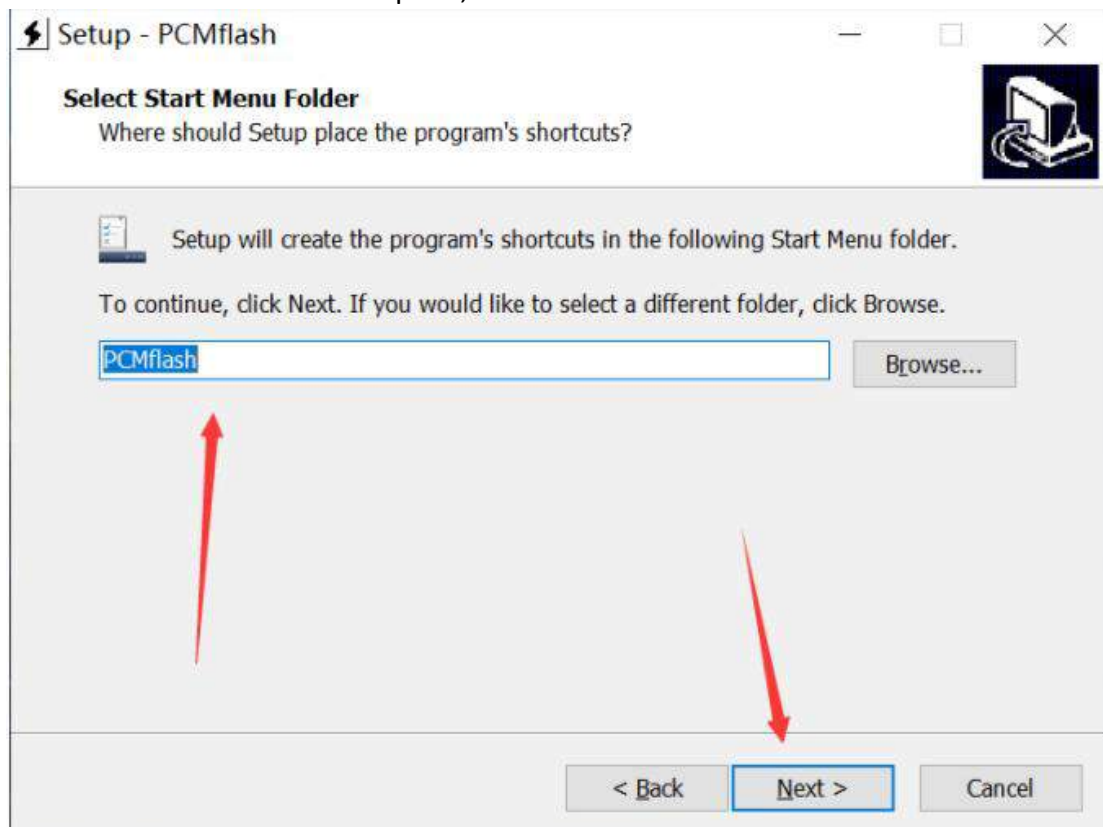 Setup - PCMflash
Select Start Menu Folder
Where should Setup place the program's shortcuts?
Setup will create the program's shortcuts in the following Start Menu folder.
To continue, click Next. If you would like to select a different folder, click Browse.
PCMflash
Browse...
< Back
Next >
Cancel